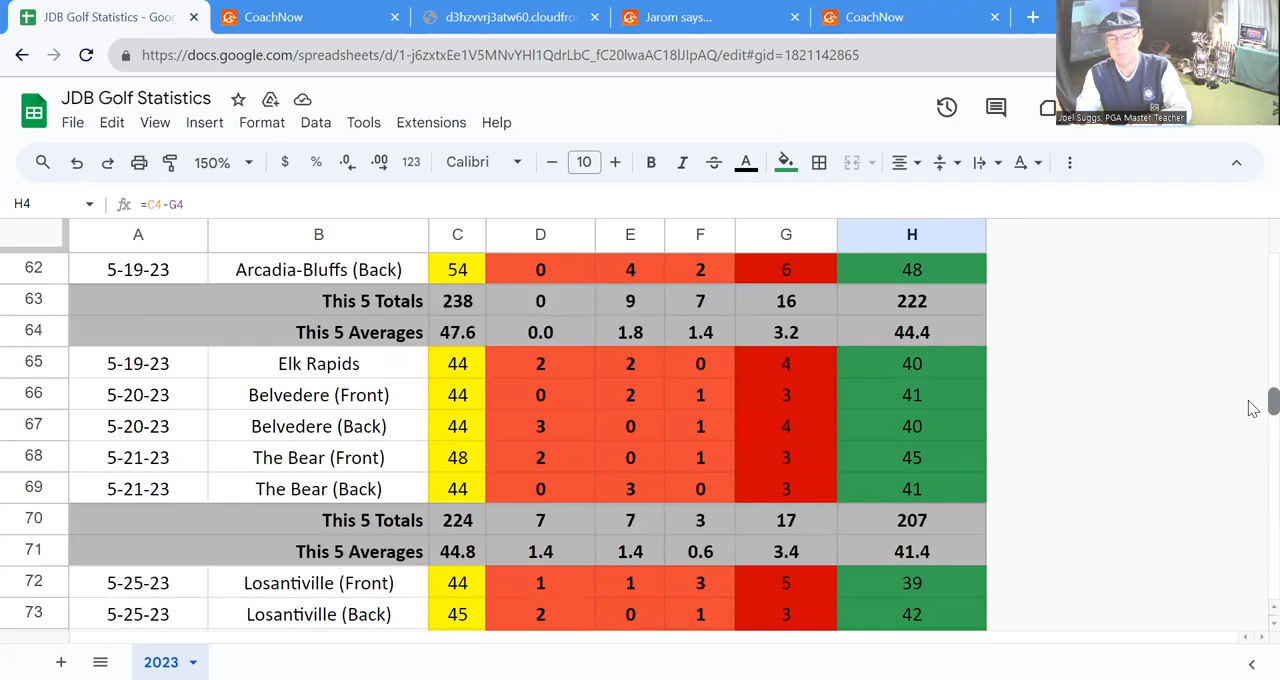 JDB Golf Statistics - Goo
CoachNow
d3hzvvrj3atw60.cloudfro
Jarom says...
CoachNow
https://docs.google.com/spreadsheets/d/1-j6zxtxEe1V5MNvYHI1QdrLbC_fC20lwaAC18lJIpAQ/edit#gid=1821142865
JDB Golf Statistics
File Edit View Insert Format Data Tools Extensions Help
Joel Suggs, PGA Master Teacher
150% $ % .0 .00 123 Calibri 10 B I A A
H4 fx =C4-G4
A B C D E F G H
62 5-19-23 Arcadia-Bluffs (Back) 54 0 4 2 6 48
63 This 5 Totals 238 0 9 7 16 222
64 This 5 Averages 47.6 0.0 1.8 1.4 3.2 44.4
65 5-19-23 Elk Rapids 44 2 2 0 4 40
66 5-20-23 Belvedere (Front) 44 0 2 1 3 41
67 5-20-23 Belvedere (Back) 44 3 0 1 4 40
68 5-21-23 The Bear (Front) 48 2 0 1 3 45
69 5-21-23 The Bear (Back) 44 0 3 0 3 41
70 This 5 Totals 224 7 7 3 17 207
71 This 5 Averages 44.8 1.4 1.4 0.6 3.4 41.4
72 5-25-23 Losantiville (Front) 44 1 1 3 5 39
73 5-25-23 Losantiville (Back) 45 2 0 1 3 42
2023